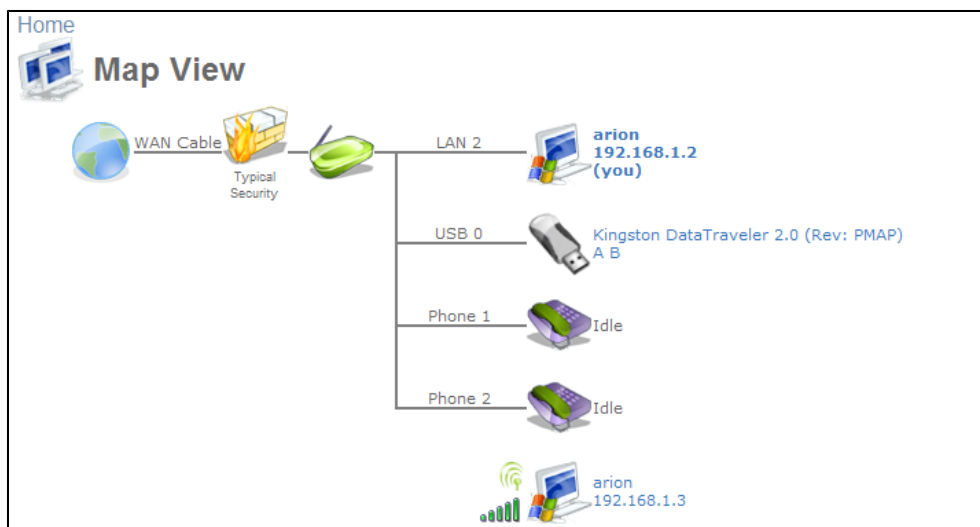 Home
Map View
WAN Cable
Typical
Security
LAN 2
arion
192.168.1.2
(you)
USB 0
Kingston DataTraveler 2.0 (Rev: PMAP)
A B
Phone 1
Idle
Phone 2
Idle
arion
192.168.1.3